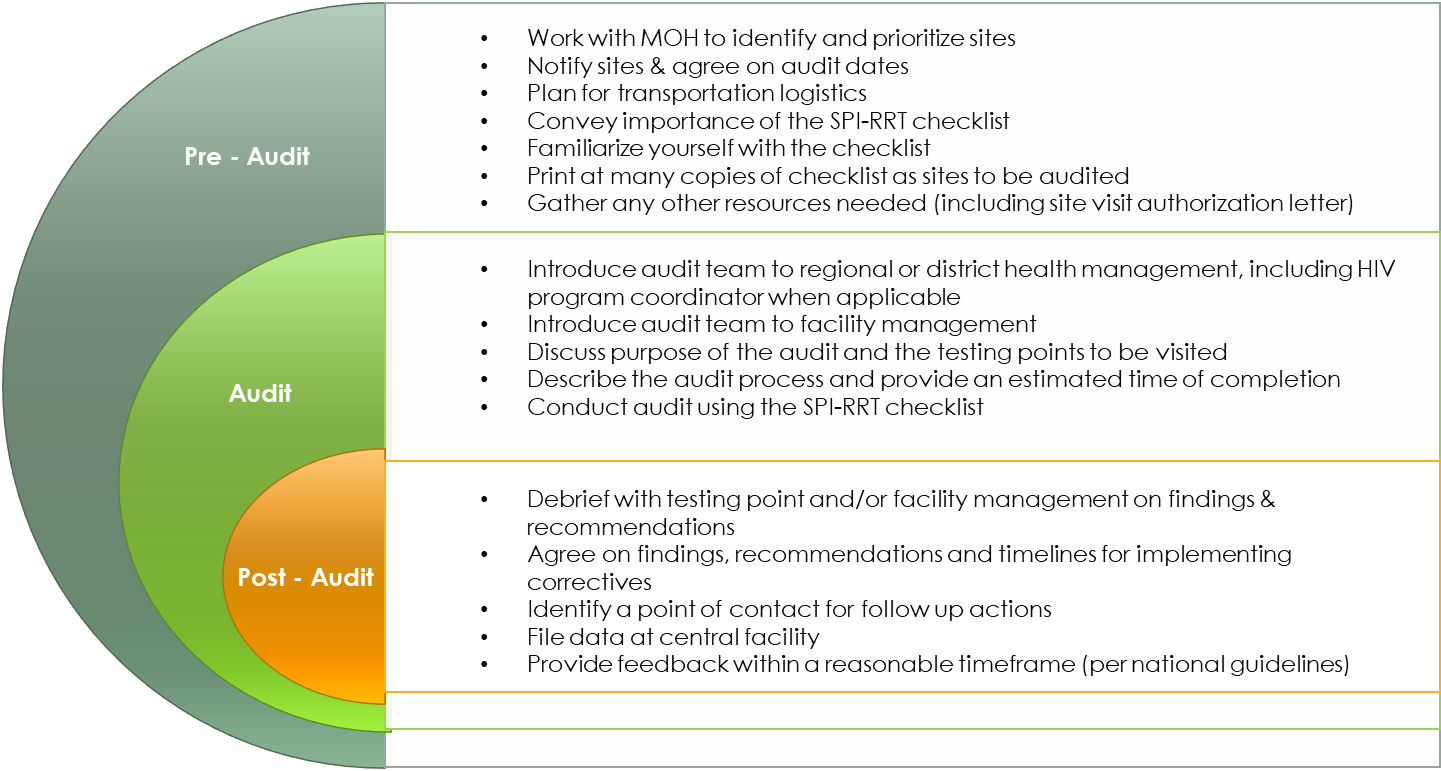 Pre - Audit
• Work with MOH to identify and prioritize sites
• Notify sites & agree on audit dates
• Plan for transportation logistics
• Convey importance of the SPI-RRT checklist
• Familiarize yourself with the checklist
• Print at many copies of checklist as sites to be audited
• Gather any other resources needed (including site visit authorization letter)
Audit
• Introduce audit team to regional or district health management, including HIV
program coordinator when applicable
• Introduce audit team to facility management
• Discuss purpose of the audit and the testing points to be visited
• Describe the audit process and provide an estimated time of completion
• Conduct audit using the SPI-RRT checklist
Post - Audit
• Debrief with testing point and/or facility management on findings &
recommendations
• Agree on findings, recommendations and timelines for implementing
correctives
• Identify a point of contact for follow up actions
• File data at central facility
• Provide feedback within a reasonable timeframe (per national guidelines)